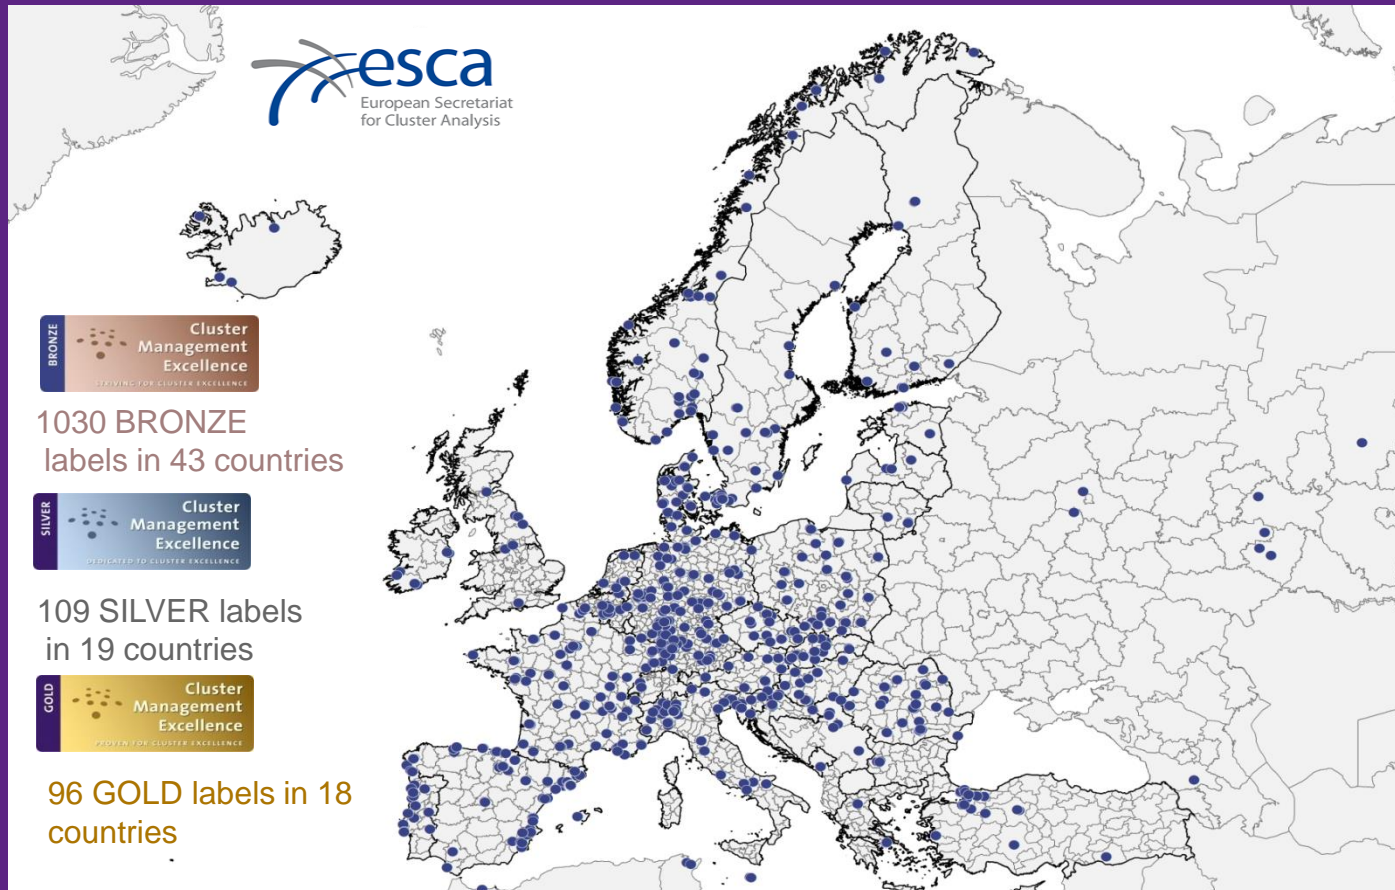 esca
European Secretariat
for Cluster Analysis
BRONZE
Cluster
Management
Excellence
STRIVING FOR CLUSTER EXCELLENCE
1030 BRONZE
labels in 43 countries
SILVER
Cluster
Management
Excellence
DEDICATED TO CLUSTER EXCELLENCE
109 SILVER labels
in 19 countries
GOLD
Cluster
Management
Excellence
PROVEN FOR CLUSTER EXCELLENCE
96 GOLD labels in 18
countries